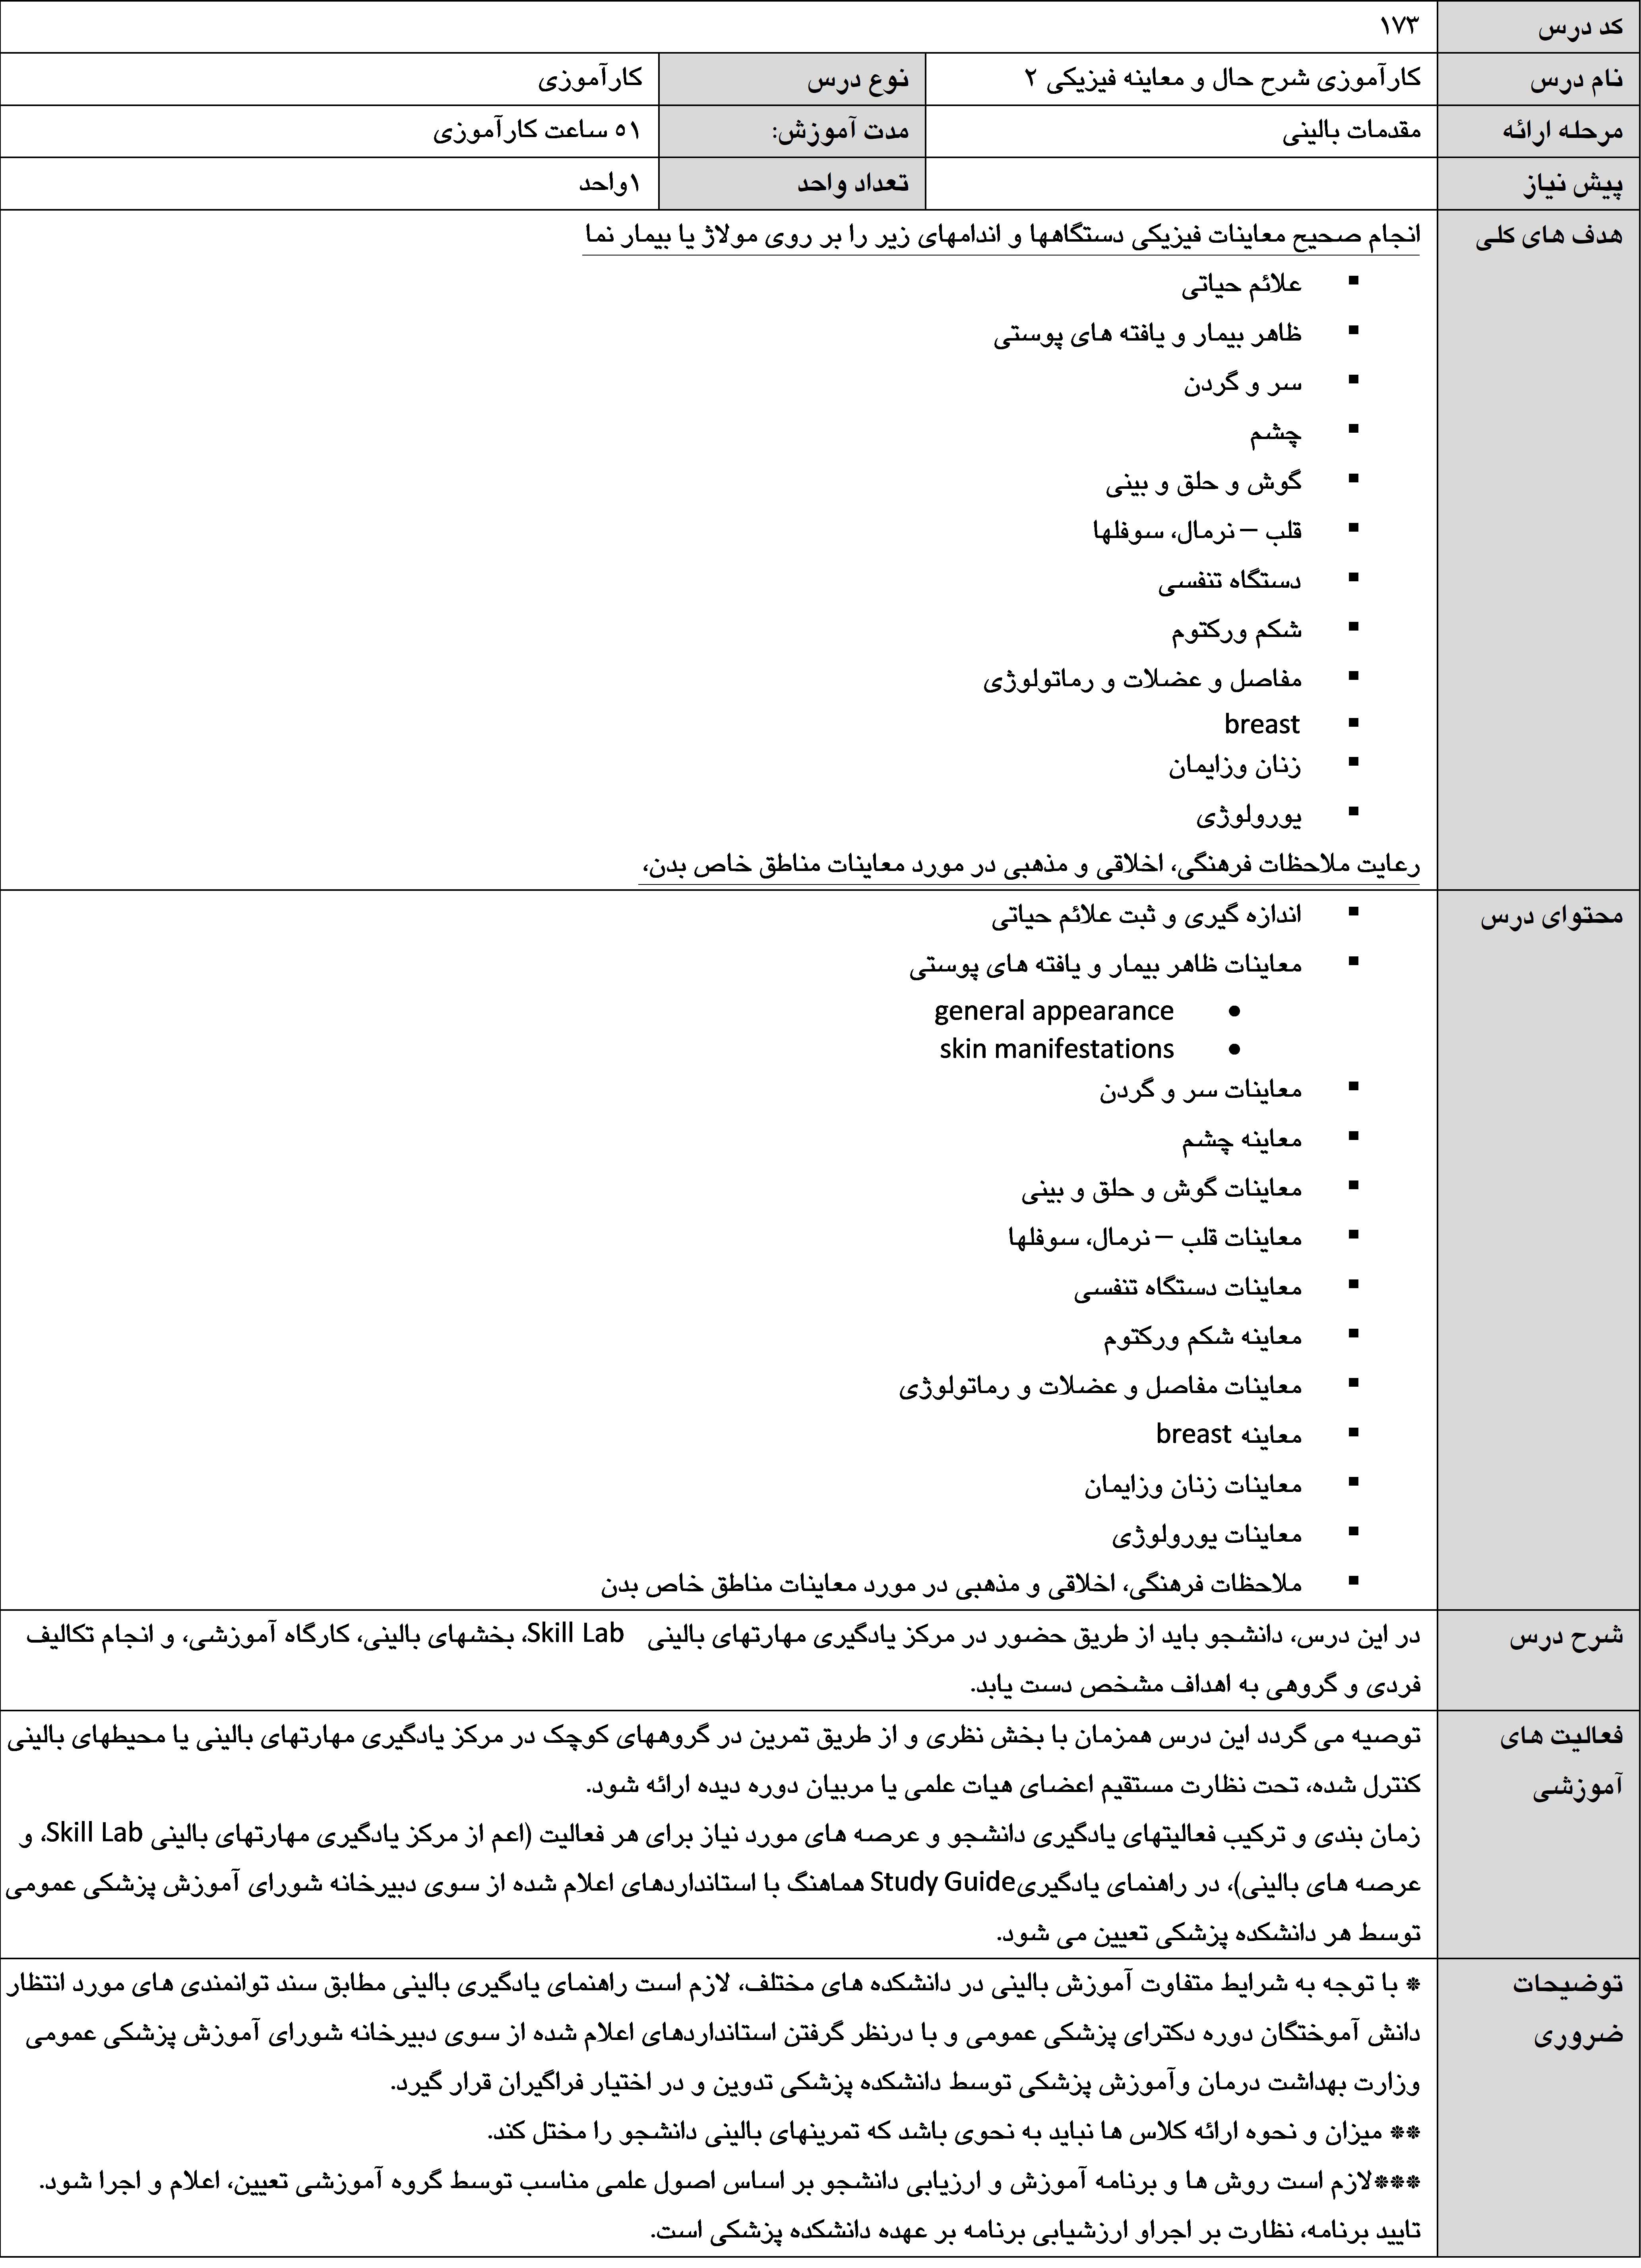 کد درس ۱۷۳
نام درس کارآموزی شرح حال و معاینه فیزیکی ۲ نوع درس کارآموزی
مرحله ارائه مقدمات بالینی مدت آموزش: ۵۱ ساعت کارآموزی
پیش نیاز تعداد واحد ۱واحد
هدف های کلی انجام صحیح معاینات فیزیکی دستگاهها و اندامهای زیر را بر روی مولاژ یا بیمار نما
▪ علائم حیاتی
▪ ظاهر بیمار و یافته های پوستی
▪ سر و گردن
▪ چشم
▪ گوش و حلق و بینی
▪ قلب – نرمال، سوفلها
▪ دستگاه تنفسی
▪ شکم ورکتوم
▪ مفاصل و عضلات و رماتولوژی
▪ breast
▪ زنان وزایمان
▪ یورولوژی
رعایت ملاحظات فرهنگی، اخلاقی و مذهبی در مورد معاینات مناطق خاص بدن،
محتوای درس ▪ اندازه گیری و ثبت علائم حیاتی
▪ معاینات ظاهر بیمار و یافته های پوستی
• general appearance
• skin manifestations
▪ معاینات سر و گردن
▪ معاینه چشم
▪ معاینات گوش و حلق و بینی
▪ معاینات قلب – نرمال، سوفلها
▪ معاینات دستگاه تنفسی
▪ معاینه شکم ورکتوم
▪ معاینات مفاصل و عضلات و رماتولوژی
▪ معاینه breast
▪ معاینات زنان وزایمان
▪ معاینات یورولوژی
▪ ملاحظات فرهنگی، اخلاقی و مذهبی در مورد معاینات مناطق خاص بدن
شرح درس در این درس، دانشجو باید از طریق حضور در مرکز یادگیری مهارتهای بالینی Skill Lab، بخشهای بالینی، کارگاه آموزشی، و انجام تکالیف
فردی و گروهی به اهداف مشخص دست یابد.
فعالیت های توصیه می گردد این درس همزمان با بخش نظری و از طریق تمرین در گروههای کوچک در مرکز یادگیری مهارتهای بالینی یا محیطهای بالینی
آموزشی کنترل شده، تحت نظارت مستقیم اعضای هیات علمی یا مربیان دوره دیده ارائه شود.
زمان بندی و ترکیب فعالیتهای یادگیری دانشجو و عرصه های مورد نیاز برای هر فعالیت (اعم از مرکز یادگیری مهارتهای بالینی Skill Lab، و
عرصه های بالینی)، در راهنمای یادگیریStudy Guide هماهنگ با استانداردهای اعلام شده از سوی دبیرخانه شورای آموزش پزشکی عمومی
توسط هر دانشکده پزشکی تعیین می شود.
توضیحات * با توجه به شرایط متفاوت آموزش بالینی در دانشکده های مختلف، لازم است راهنمای یادگیری بالینی مطابق سند توانمندی های مورد انتظار
ضروری دانش آموختگان دوره دکترای پزشکی عمومی و با درنظر گرفتن استانداردهای اعلام شده از سوی دبیرخانه شورای آموزش پزشکی عمومی
وزارت بهداشت درمان وآموزش پزشکی توسط دانشکده پزشکی تدوین و در اختیار فراگیران قرار گیرد.
** میزان و نحوه ارائه کلاس ها نباید به نحوی باشد که تمرینهای بالینی دانشجو را مختل کند.
***لازم است روش ها و برنامه آموزش و ارزیابی دانشجو بر اساس اصول علمی مناسب توسط گروه آموزشی تعیین، اعلام و اجرا شود.
تایید برنامه، نظارت بر اجراو ارزشیابی برنامه بر عهده دانشکده پزشکی است.